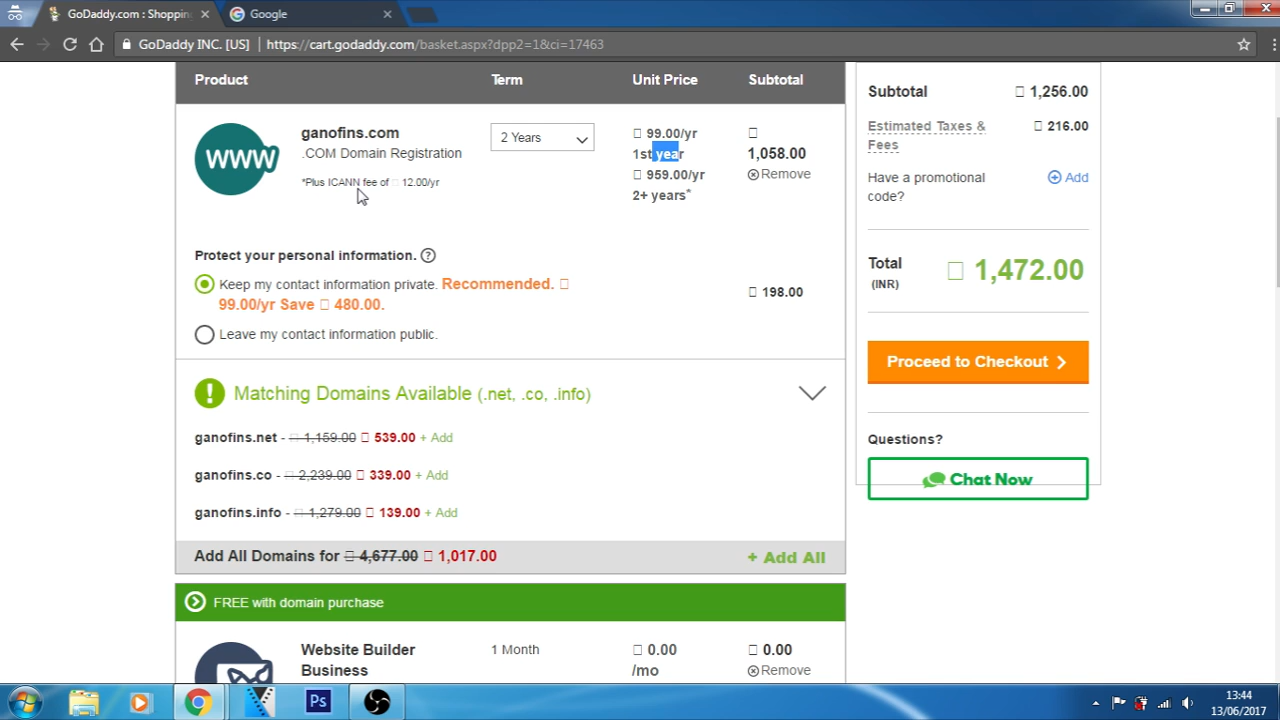 GoDaddy.com : Shopping
Google
GoDaddy INC. [US] https://cart.godaddy.com/basket.aspx?dpp2=1&ci=17463
Product Term Unit Price Subtotal
www
ganofins.com
.COM Domain Registration
*Plus ICANN fee of 12.00/yr
2 Years
99.00/yr
1st year
959.00/yr
2+ years*
1,058.00
Remove
Protect your personal information. ?
Keep my contact information private. Recommended.
99.00/yr Save 480.00.
198.00
Leave my contact information public.
! Matching Domains Available (.net, .co, .info)
ganofins.net - 1,159.00 539.00 + Add
ganofins.co - 2,239.00 339.00 + Add
ganofins.info - 1,279.00 139.00 + Add
Add All Domains for 4,677.00 1,017.00 + Add All
FREE with domain purchase
Website Builder
Business
1 Month
0.00
/mo
0.00
Remove
Subtotal 1,256.00
Estimated Taxes &
Fees
216.00
Have a promotional
code?
Add
Total
(INR)
1,472.00
Proceed to Checkout
Questions?
Chat Now
Ps
13:44
13/06/2017